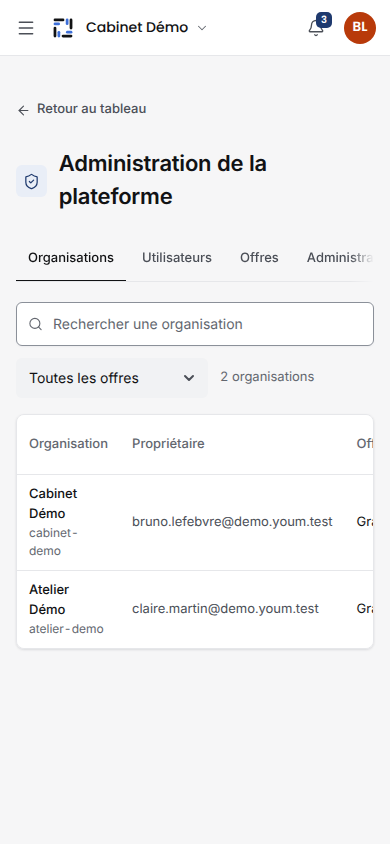 Cabinet Démo
3
BL
Retour au tableau
Administration de la
plateforme
Organisations Utilisateurs Offres
Rechercher une organisation
Toutes les offres 2 organisations
Organisation Propriétaire
Cabinet
Démo
cabinet-
demo
bruno.lefebvre@demo.youm.test
Atelier
Démo
atelier-demo
claire.martin@demo.youm.test